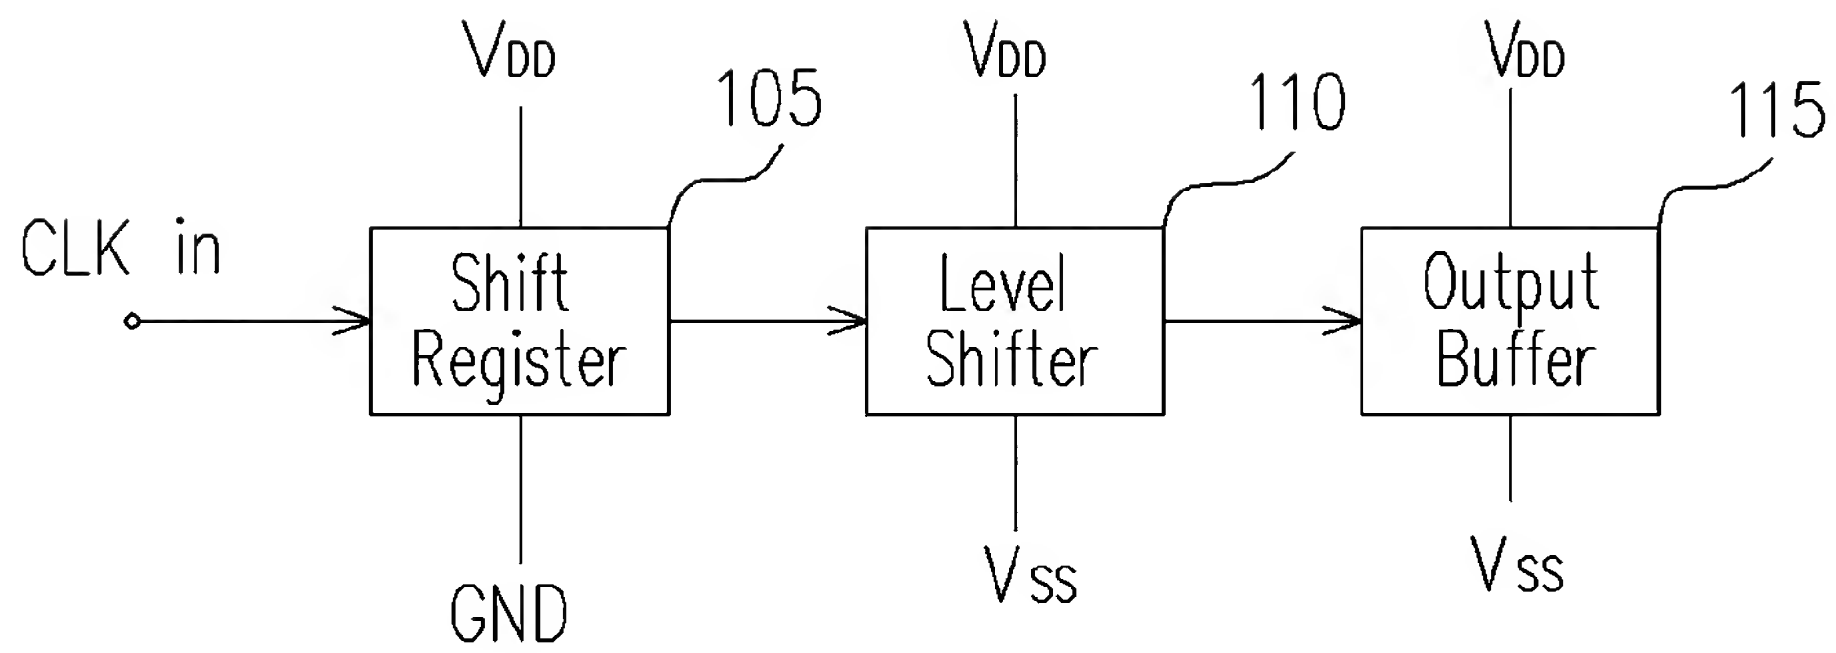 VDD
VDD
VDD
105
110
115
CLK in
Shift
Register
Level
Shifter
Output
Buffer
GND
VSS
VSS